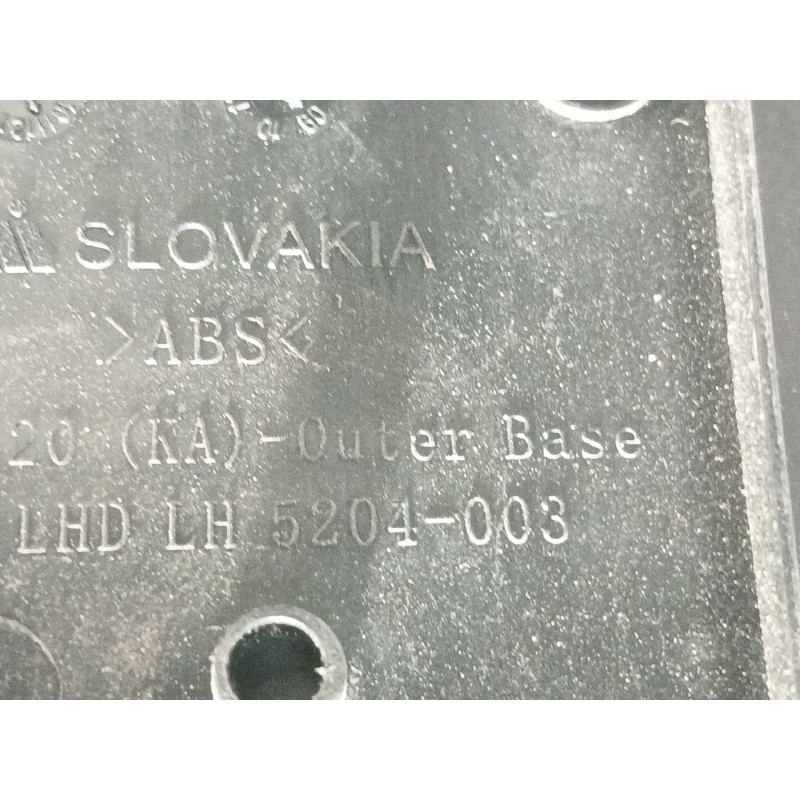 SLOVAKIA
>ABS<
20 (KA)-Outer Base
LHD LH 5204-003